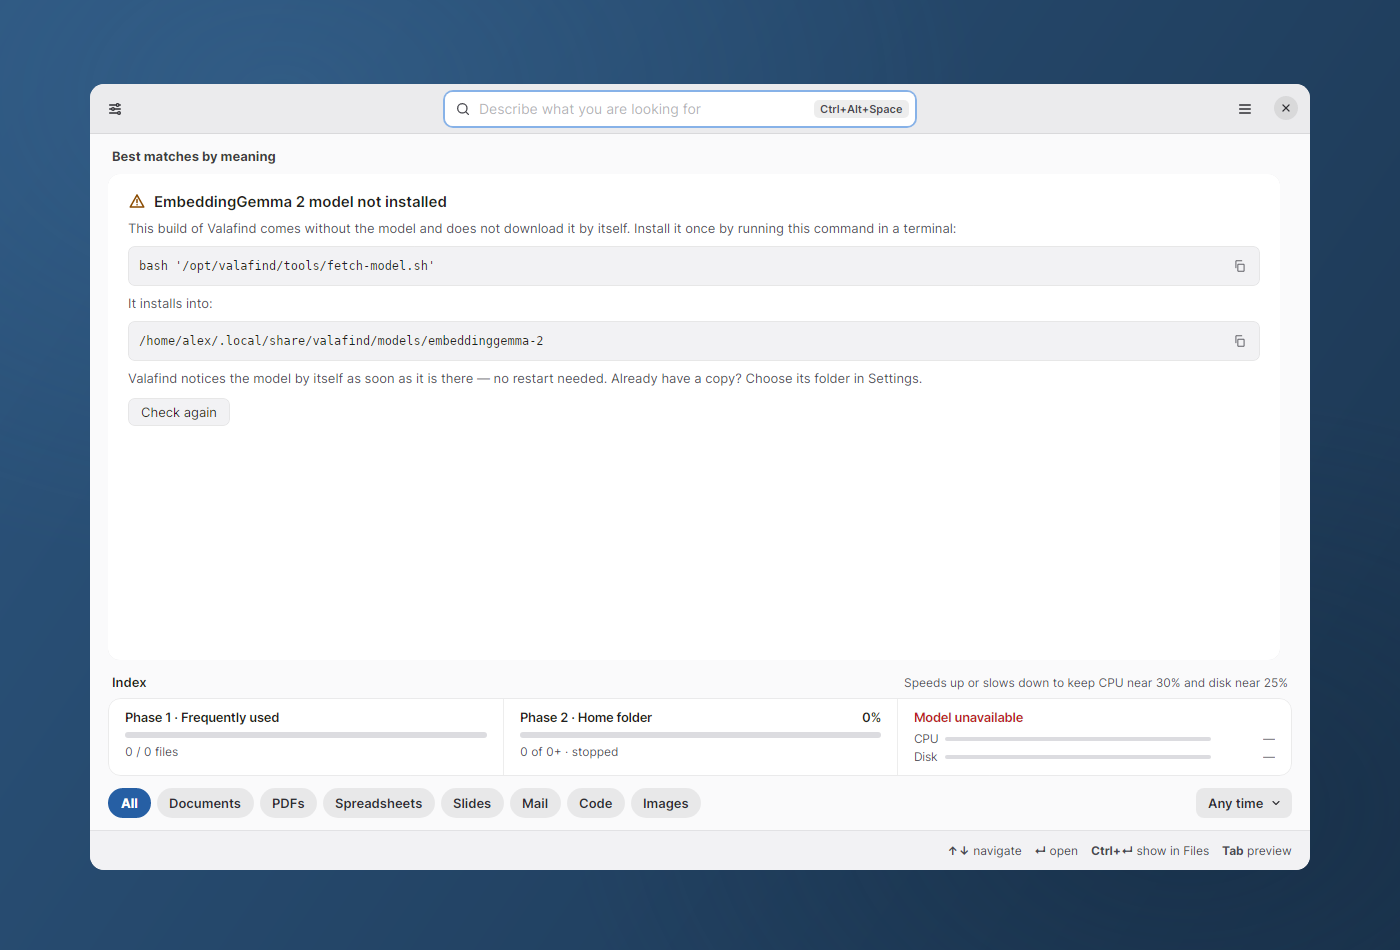 Describe what you are looking for
Ctrl+Alt+Space
Best matches by meaning
EmbeddingGemma 2 model not installed
This build of Valafind comes without the model and does not download it by itself. Install it once by running this command in a terminal:
bash '/opt/valafind/tools/fetch-model.sh'
It installs into:
/home/alex/.local/share/valafind/models/embeddinggemma-2
Valafind notices the model by itself as soon as it is there — no restart needed. Already have a copy? Choose its folder in Settings.
Check again
Index
Speeds up or slows down to keep CPU near 30% and disk near 25%
Phase 1 · Frequently used
0 / 0 files
Phase 2 · Home folder 0%
0 of 0+ · stopped
Model unavailable
CPU —
Disk —
All Documents PDFs Spreadsheets Slides Mail Code Images Any time
↑↓ navigate ↵ open Ctrl+↵ show in Files Tab preview